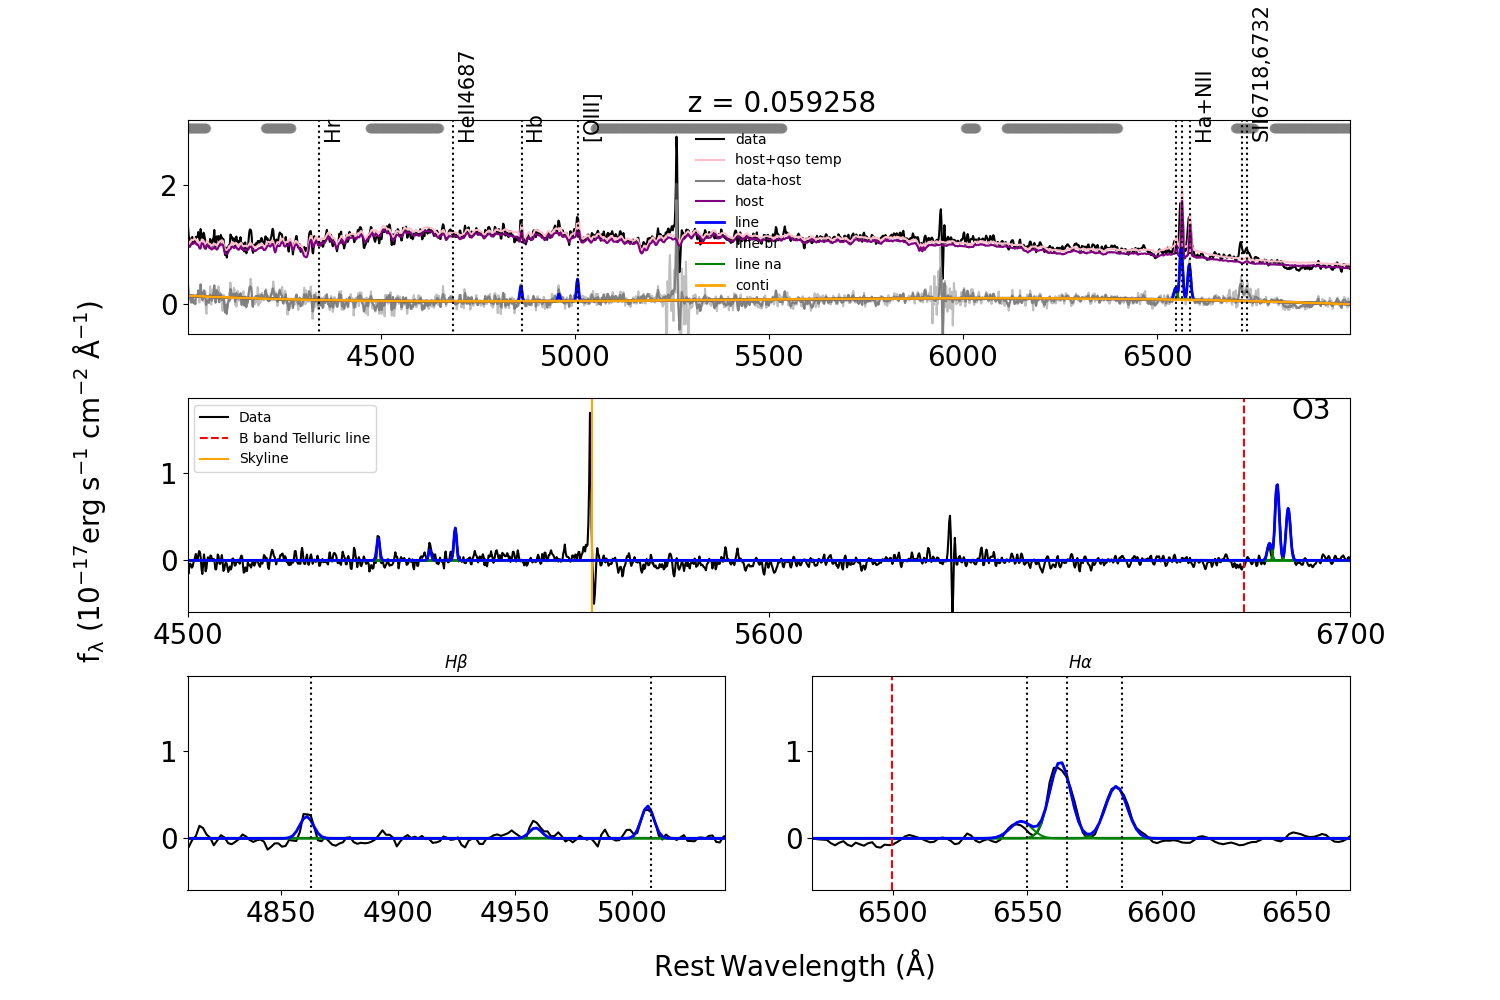 z = 0.059258
Hr
HeII4687
Hb
[OIII]
Ha+NII
SII6718,6732
data
host+qso temp
data-host
host
line
line br
line na
conti
2
0
4500
5000
5500
6000
6500
fλ (10−17erg s−1 cm−2 Å−1)
Data
B band Telluric line
Skyline
O3
1
0
4500
5600
6700
Hβ
1
0
4850
4900
4950
5000
Hα
1
0
6500
6550
6600
6650
Rest Wavelength (Å)